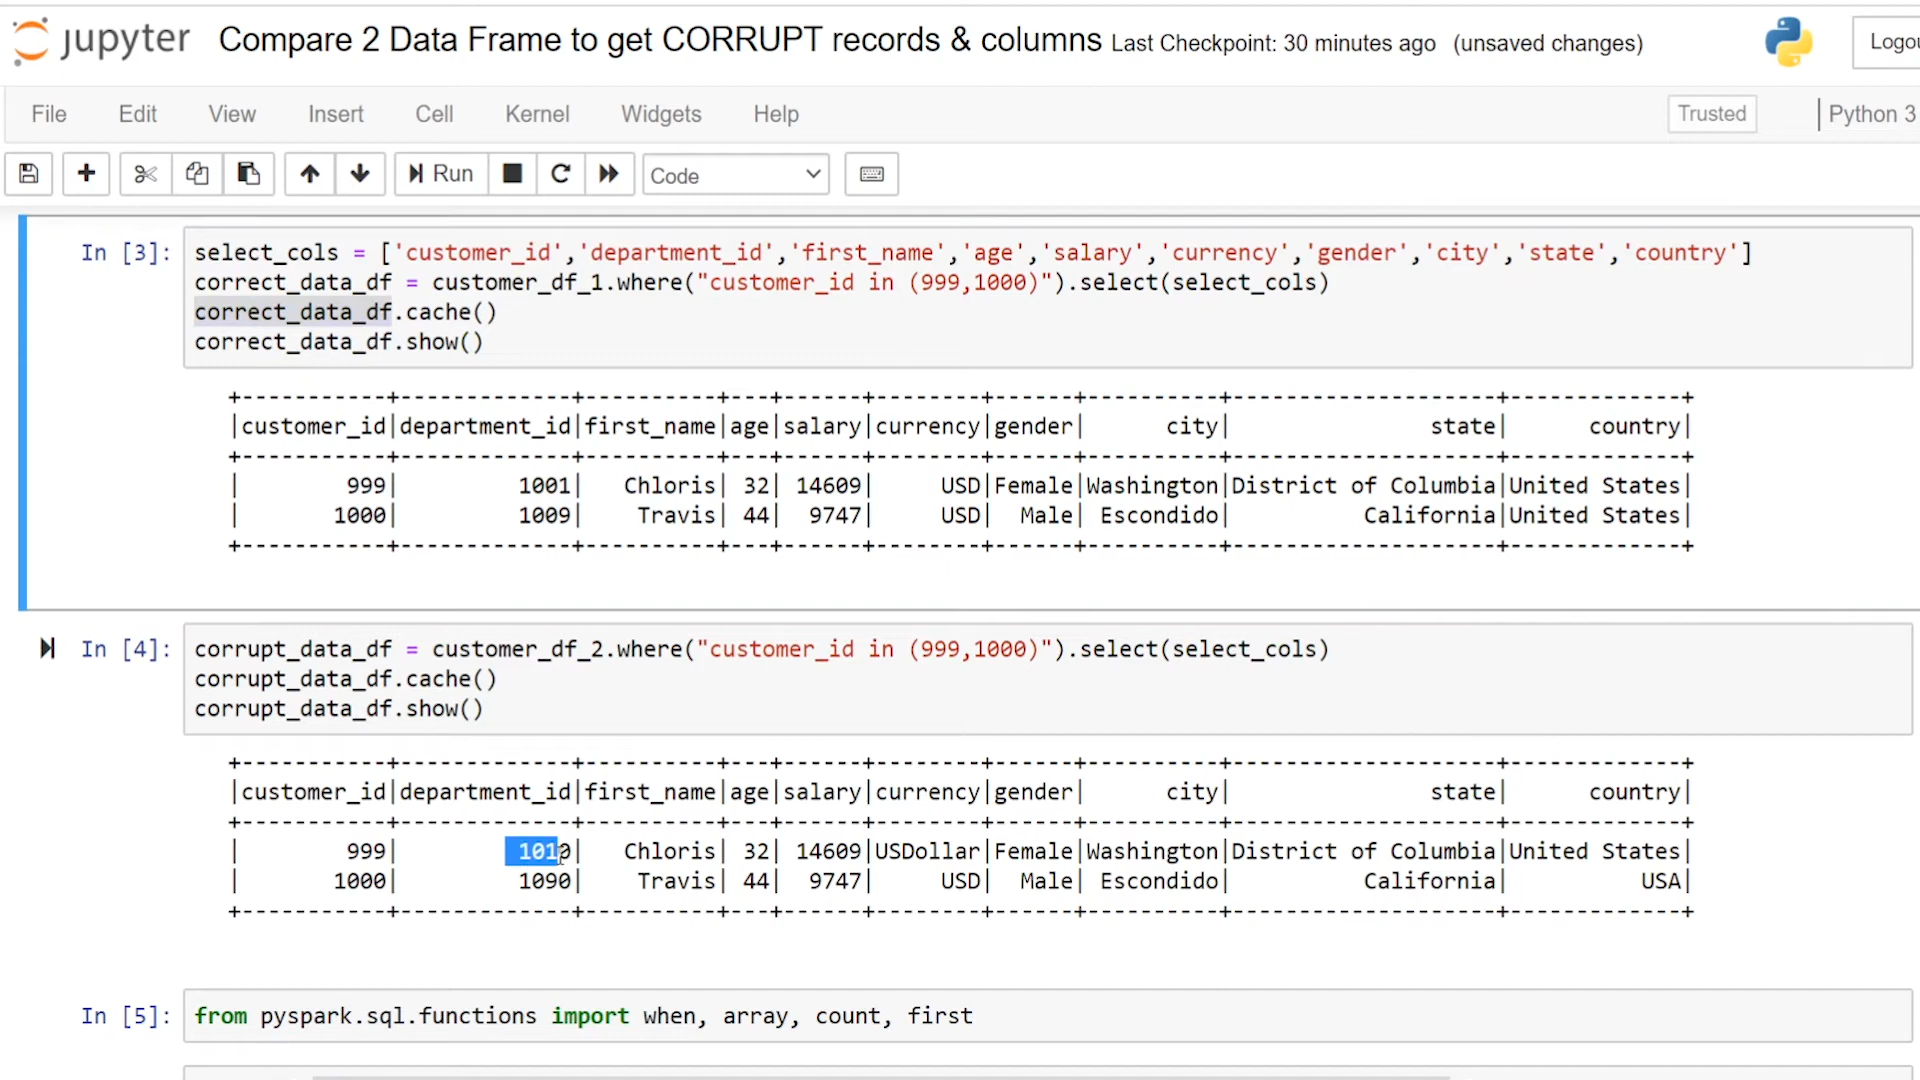 jupyter Compare 2 Data Frame to get CORRUPT records & columns Last Checkpoint: 30 minutes ago (unsaved changes)
File Edit View Insert Cell Kernel Widgets Help Trusted Python 3
Run Code
In [3]: select_cols = ['customer_id','department_id','first_name','age','salary','currency','gender','city','state','country']
correct_data_df = customer_df_1.where("customer_id in (999,1000)").select(select_cols)
correct_data_df.cache()
correct_data_df.show()
+-----------+-------------+----------+---+------+--------+------+----------+--------------------+-------------+
|customer_id|department_id|first_name|age|salary|currency|gender|      city|               state|      country|
+-----------+-------------+----------+---+------+--------+------+----------+--------------------+-------------+
|        999|         1001|   Chloris| 32| 14609|     USD|Female|Washington|District of Columbia|United States|
|       1000|         1009|    Travis| 44|  9747|     USD|  Male| Escondido|          California|United States|
+-----------+-------------+----------+---+------+--------+------+----------+--------------------+-------------+
In [4]: corrupt_data_df = customer_df_2.where("customer_id in (999,1000)").select(select_cols)
corrupt_data_df.cache()
corrupt_data_df.show()
+-----------+-------------+----------+---+------+--------+------+----------+--------------------+-------------+
|customer_id|department_id|first_name|age|salary|currency|gender|      city|               state|      country|
+-----------+-------------+----------+---+------+--------+------+----------+--------------------+-------------+
|        999|         1010|   Chloris| 32| 14609|USDollar|Female|Washington|District of Columbia|United States|
|       1000|         1090|    Travis| 44|  9747|     USD|  Male| Escondido|          California|          USA|
+-----------+-------------+----------+---+------+--------+------+----------+--------------------+-------------+
In [5]: from pyspark.sql.functions import when, array, count, first